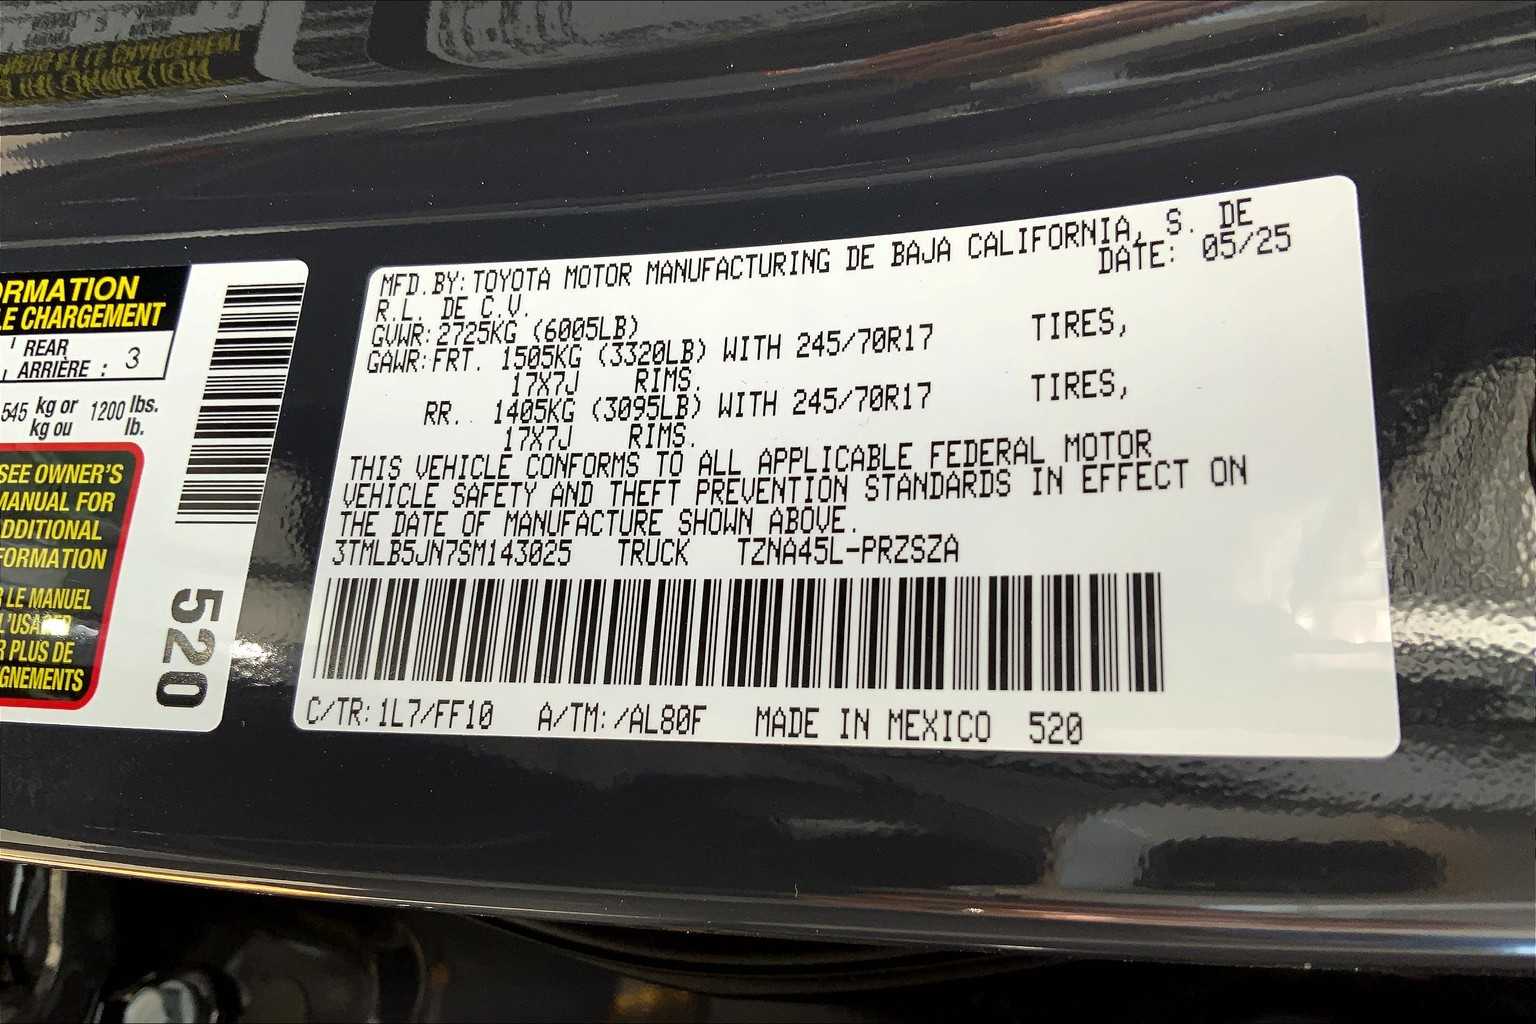 ORMATION
LE CHARGEMENT
REAR
ARRIÈRE : 3
545 kg or 1200 lbs.
kg ou lb.
SEE OWNER'S
MANUAL FOR
ADDITIONAL
FORMATION
R LE MANUEL
L'USAGER
R PLUS DE
GNEMENTS
520
MFD.BY: TOYOTA MOTOR MANUFACTURING DE BAJA CALIFORNIA, S. DE
R.L. DE C.V. DATE: 05/25
GVWR: 2725KG (6005LB)
GAWR: FRT. 1505KG (3320LB) WITH 245/70R17 TIRES,
17X7J RIMS.
RR. 1405KG (3095LB) WITH 245/70R17 TIRES,
17X7J RIMS.
THIS VEHICLE CONFORMS TO ALL APPLICABLE FEDERAL MOTOR
VEHICLE SAFETY AND THEFT PREVENTION STANDARDS IN EFFECT ON
THE DATE OF MANUFACTURE SHOWN ABOVE.
3TMLB5JN7SM143025 TRUCK TZNA45L-PRZSZA
C/TR: 1L7/FF10 A/TM: /AL80F MADE IN MEXICO 520